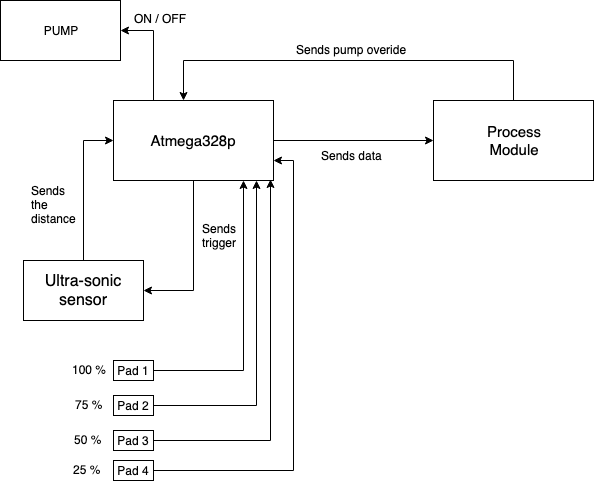 ON / OFF
PUMP
Sends pump overide
Atmega328p
Process
Module
Sends data
Sends
the
distance
Sends
trigger
Ultra-sonic
sensor
100 % Pad 1
75 % Pad 2
50 % Pad 3
25 % Pad 4